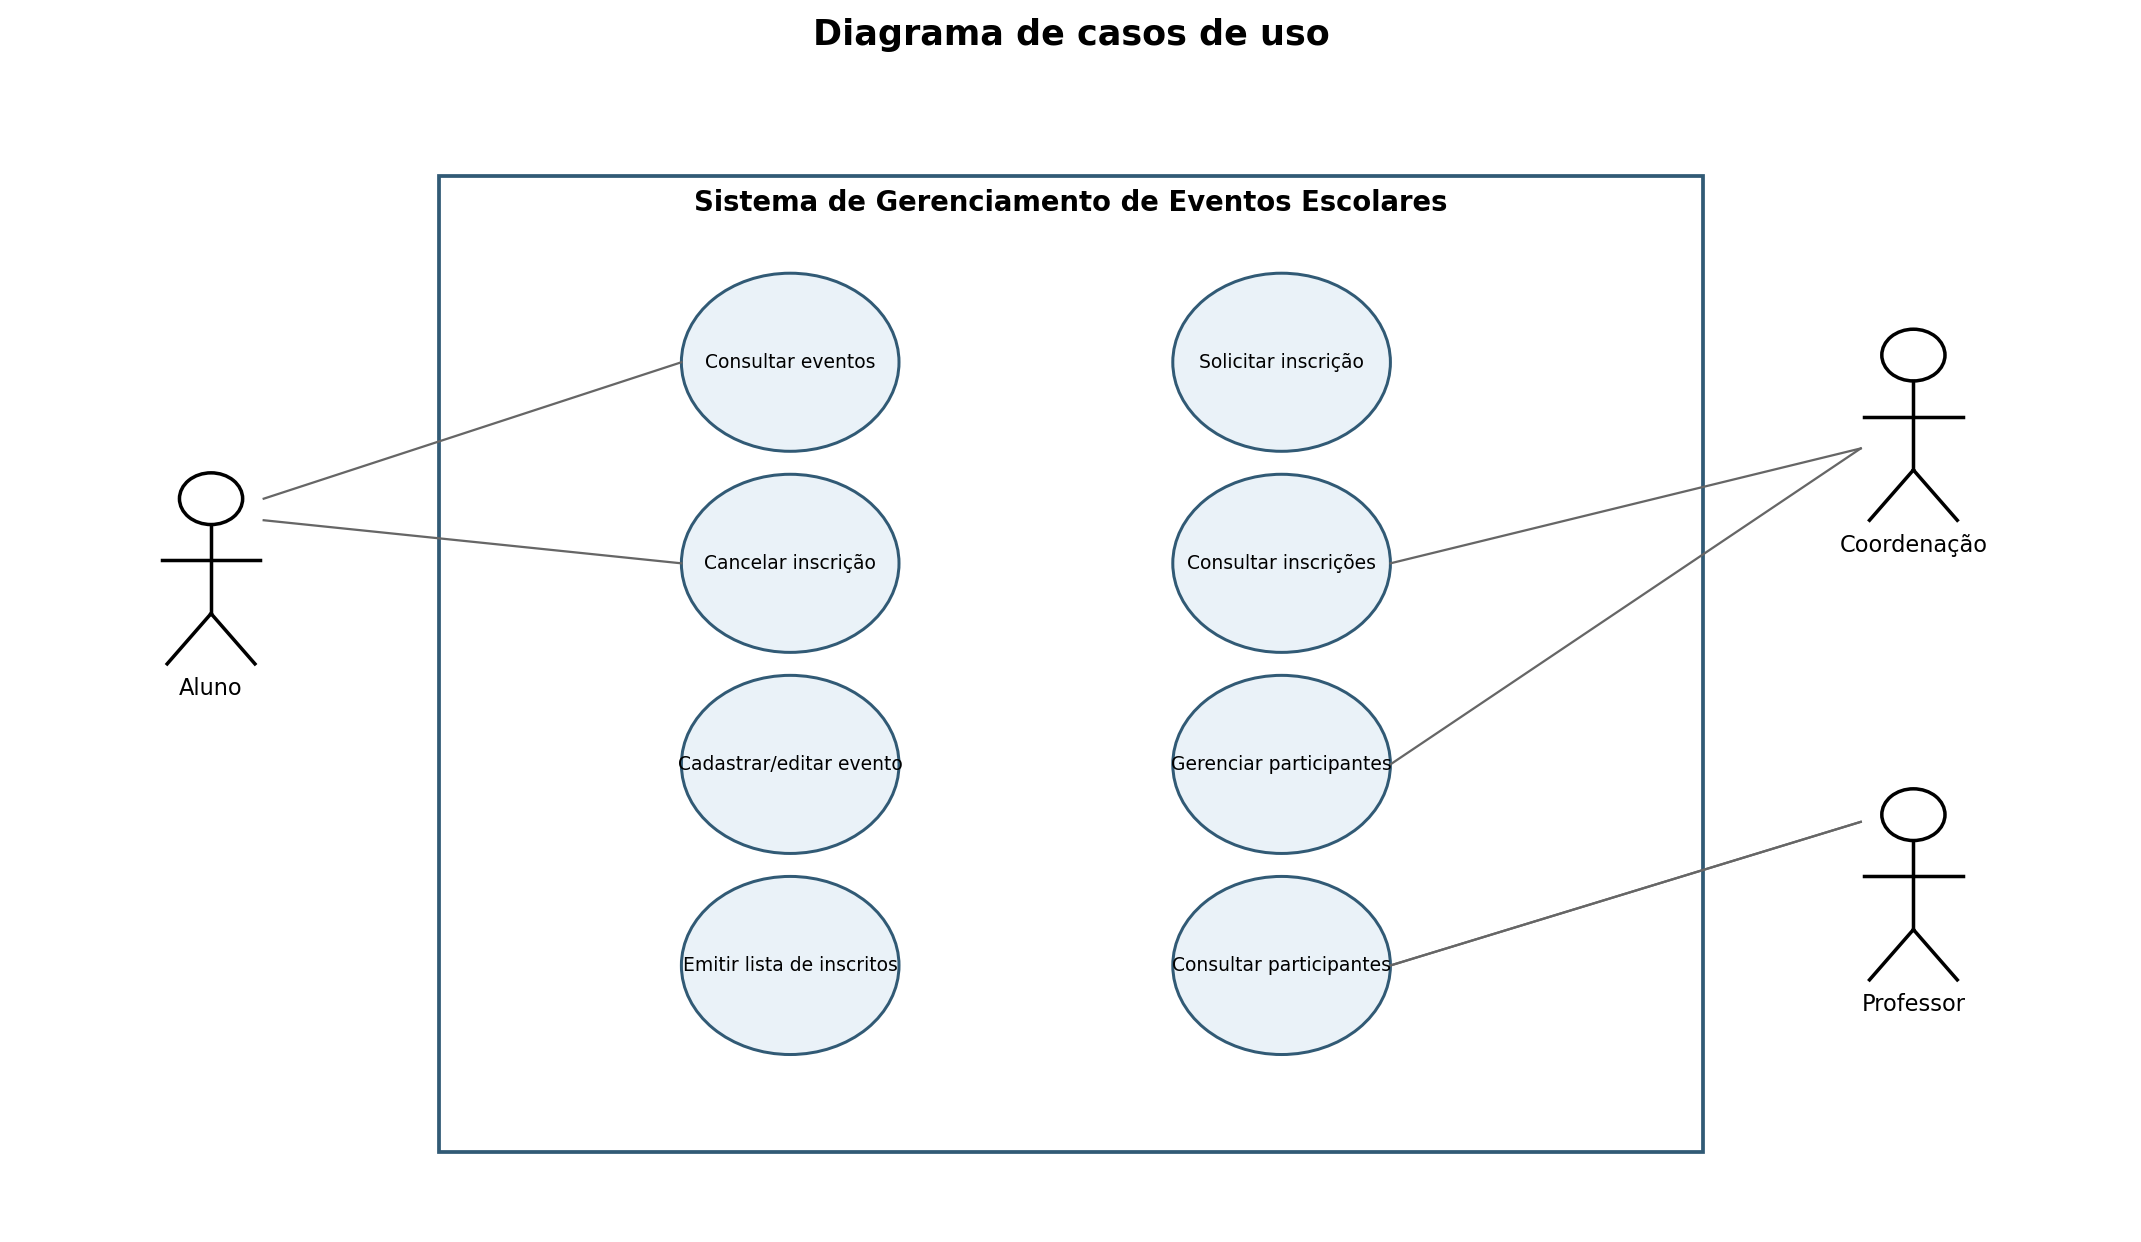 Diagrama de casos de uso
Sistema de Gerenciamento de Eventos Escolares
Consultar eventos
Solicitar inscrição
Cancelar inscrição
Consultar inscrições
Coordenação
Aluno
Cadastrar/editar evento
Gerenciar participantes
Emitir lista de inscritos
Consultar participantes
Professor